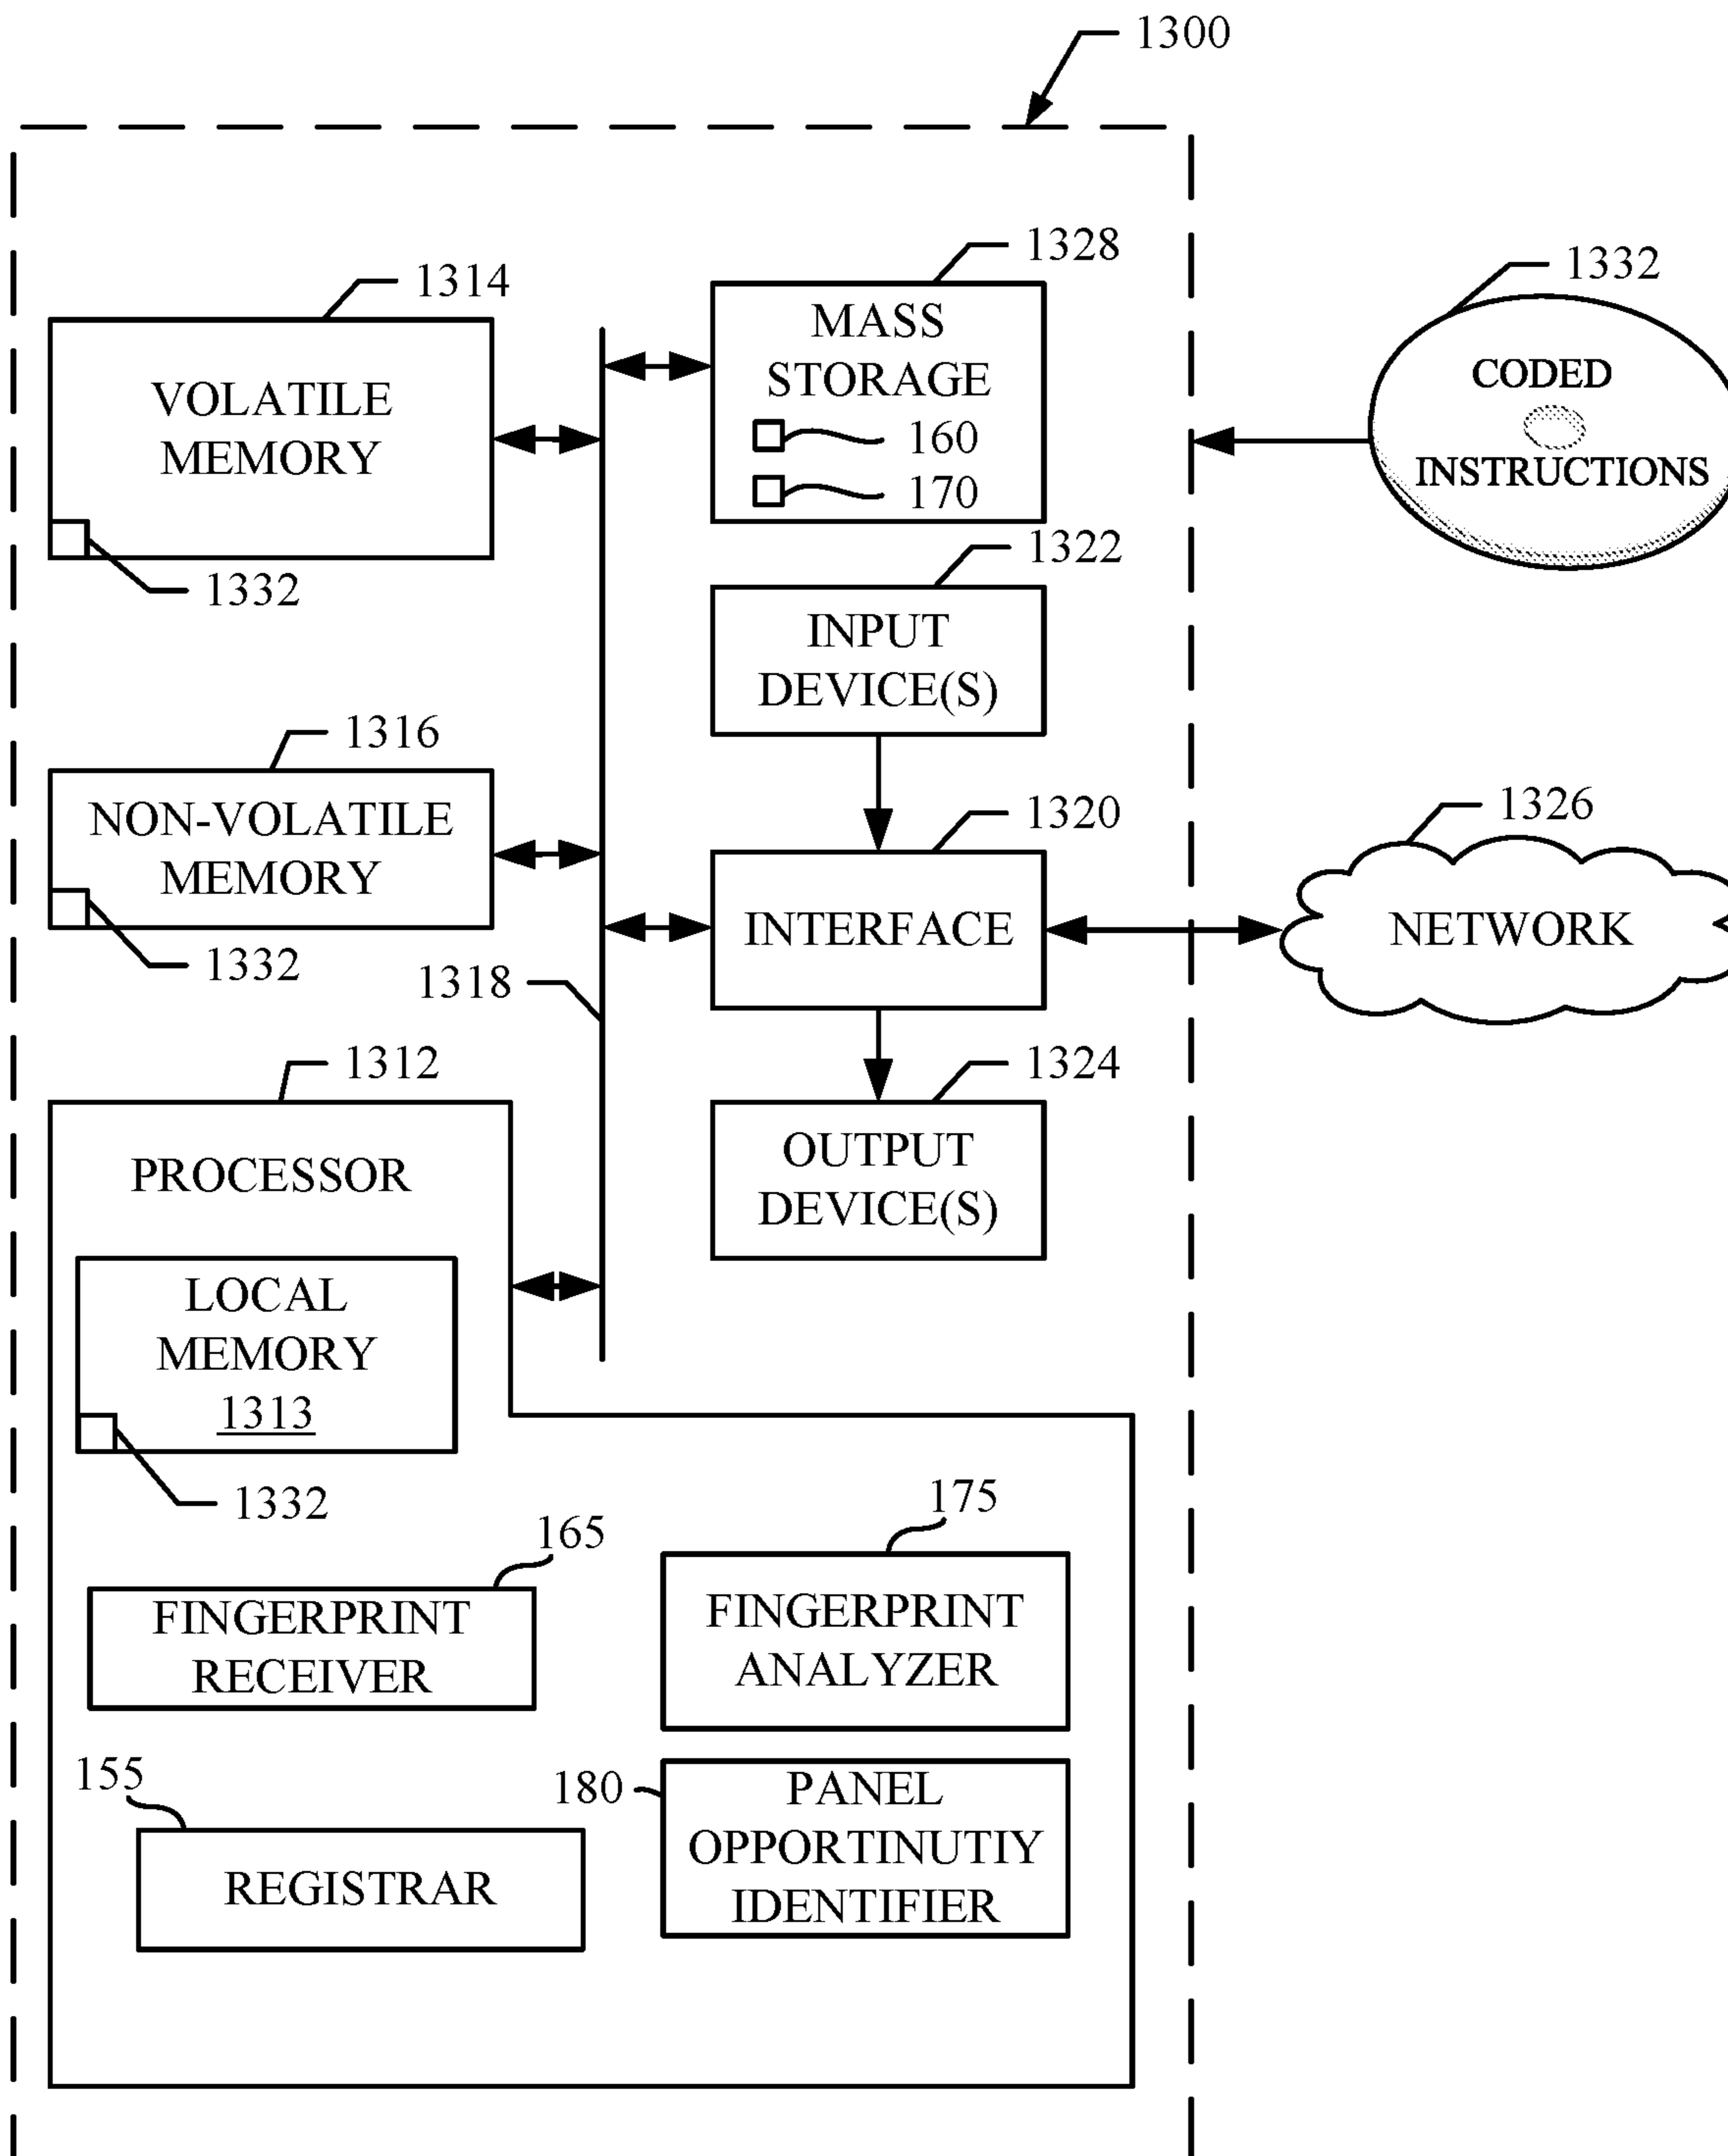 1300
1328
1314
MASS
STORAGE
160
170
VOLATILE
MEMORY
1332
1332
CODED
INSTRUCTIONS
1322
INPUT
DEVICE(S)
1316
NON-VOLATILE
MEMORY
1332
1320
INTERFACE
1326
NETWORK
1318
1312
PROCESSOR
1324
OUTPUT
DEVICE(S)
LOCAL
MEMORY
1313
1332
165
FINGERPRINT
RECEIVER
175
FINGERPRINT
ANALYZER
155
REGISTRAR
180
PANEL
OPPORTINUTIY
IDENTIFIER